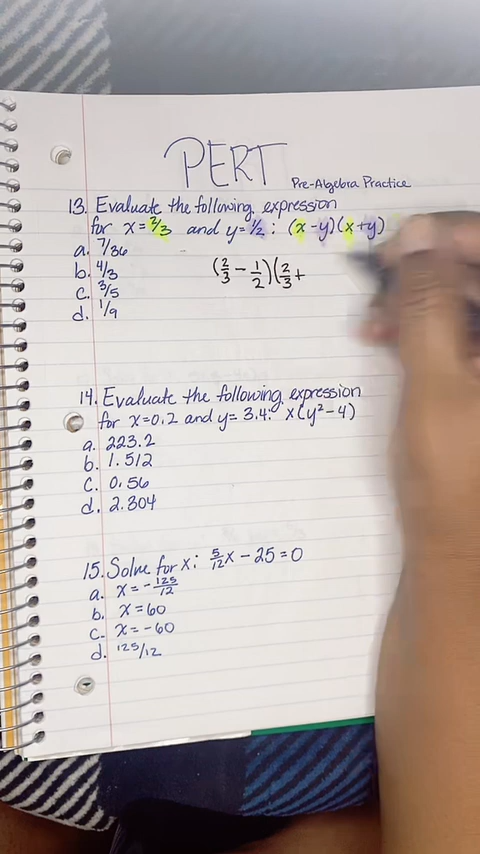 PERT
Pre-Algebra Practice
13. Evaluate the following expression
for x=2/3 and y=1/2: (x-y)(x+y)
a. 7/36
b. 4/3
c. 3/5
d. 1/9
(2/3 - 1/2)(2/3 +
14. Evaluate the following expression
for x=0.2 and y= 3.4: x(y²-4)
a. 223.2
b. 1.512
c. 0.56
d. 2.304
15. Solve for x: 5/12x - 25 = 0
a. x = -125/12
b. x = 60
c. x = -60
d. 125/12